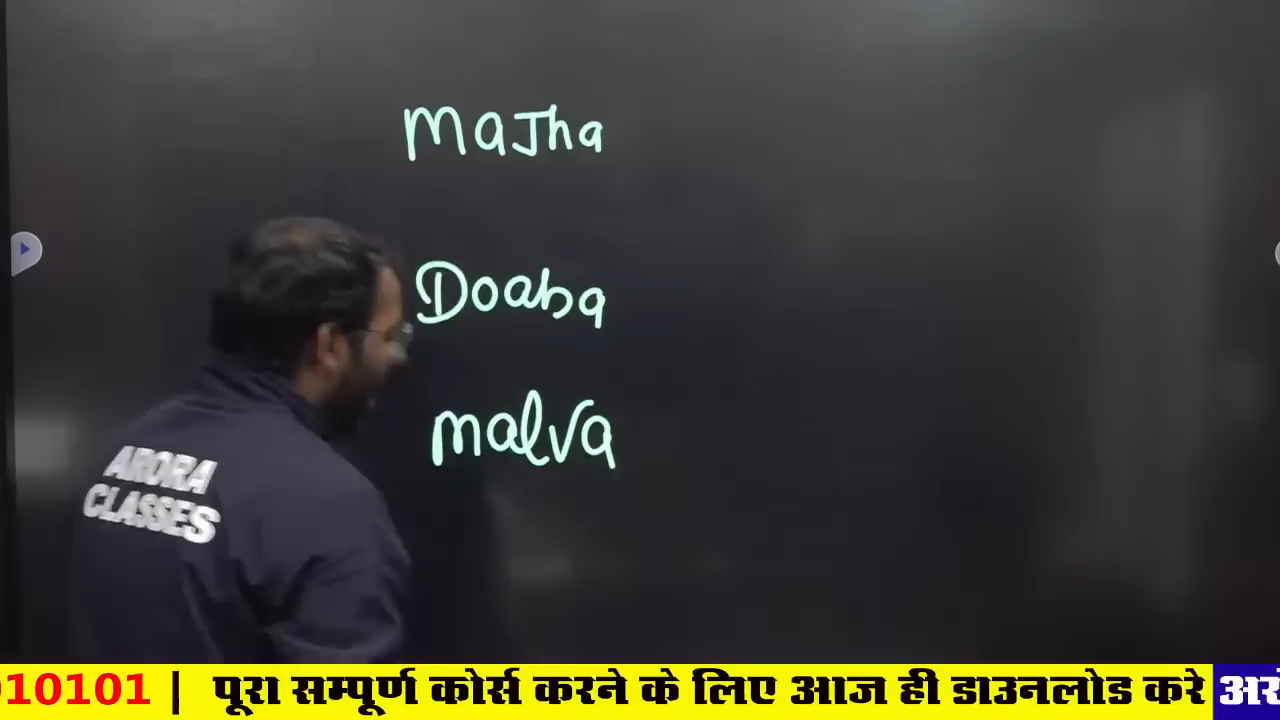 MaJha
Doaba
malva
ARORA
CLASSES
10101 | पूरा सम्पूर्ण कोर्स करने के लिए आज ही डाउनलोड करे